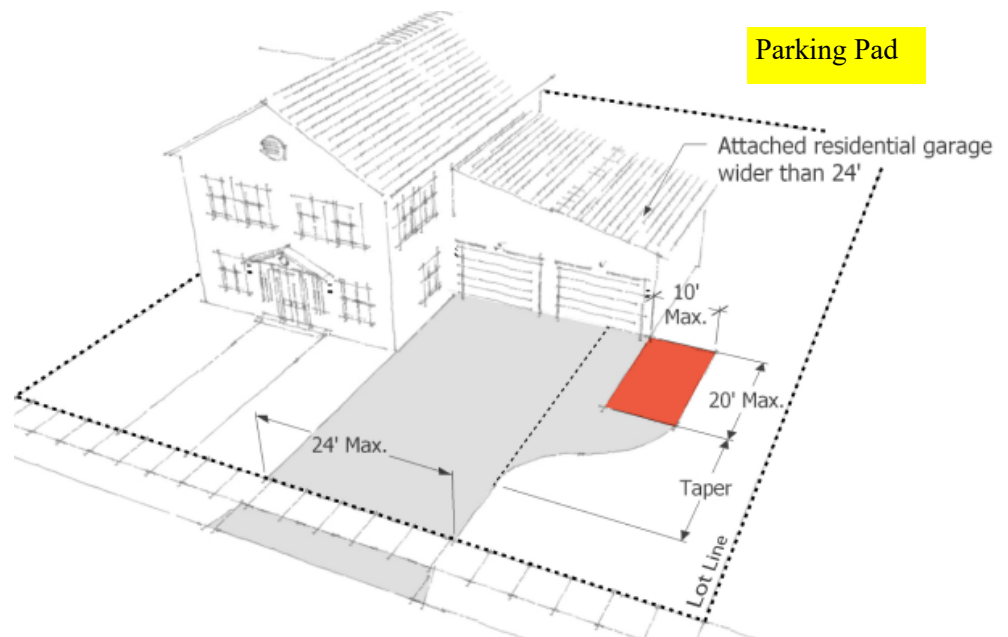 Parking Pad
Attached residential garage
wider than 24'
10'
Max.
20' Max.
24' Max.
Taper
Lot Line